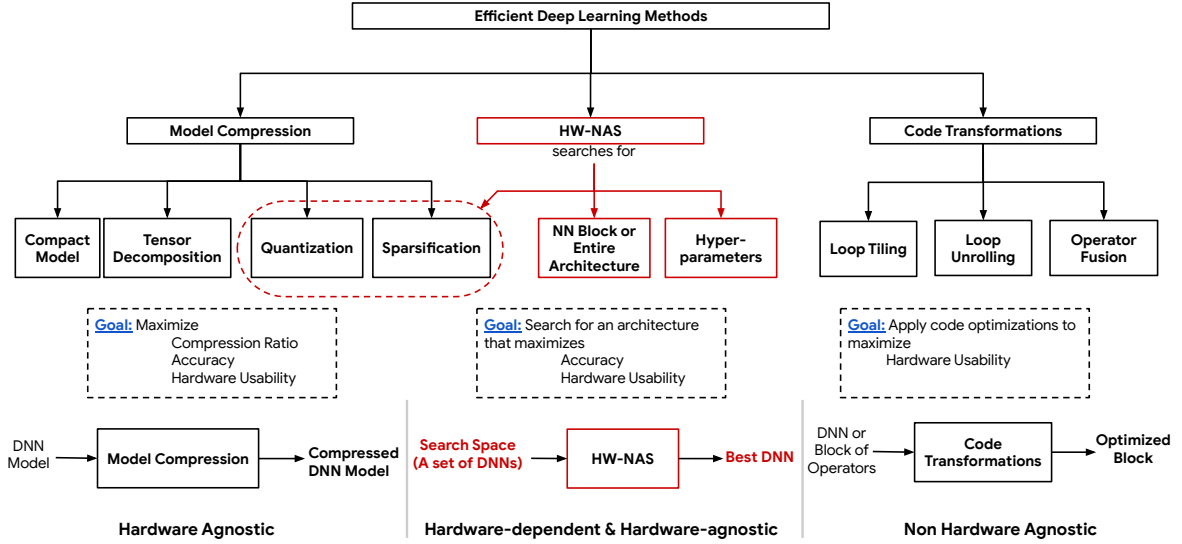 Efficient Deep Learning Methods
Model Compression
HW-NAS
Code Transformations
searches for
Compact
Model
Tensor
Decomposition
Quantization
Sparsification
NN Block or
Entire
Architecture
Hyper-
parameters
Loop Tiling
Loop
Unrolling
Operator
Fusion
Goal: Maximize
Compression Ratio
Accuracy
Hardware Usability
Goal: Search for an architecture
that maximizes
Accuracy
Hardware Usability
Goal: Apply code optimizations to
maximize
Hardware Usability
DNN
Model
Model Compression
Compressed
DNN Model
Search Space
(A set of DNNs)
HW-NAS
Best DNN
DNN or
Block of
Operators
Code
Transformations
Optimized
Block
Hardware Agnostic
Hardware-dependent & Hardware-agnostic
Non Hardware Agnostic